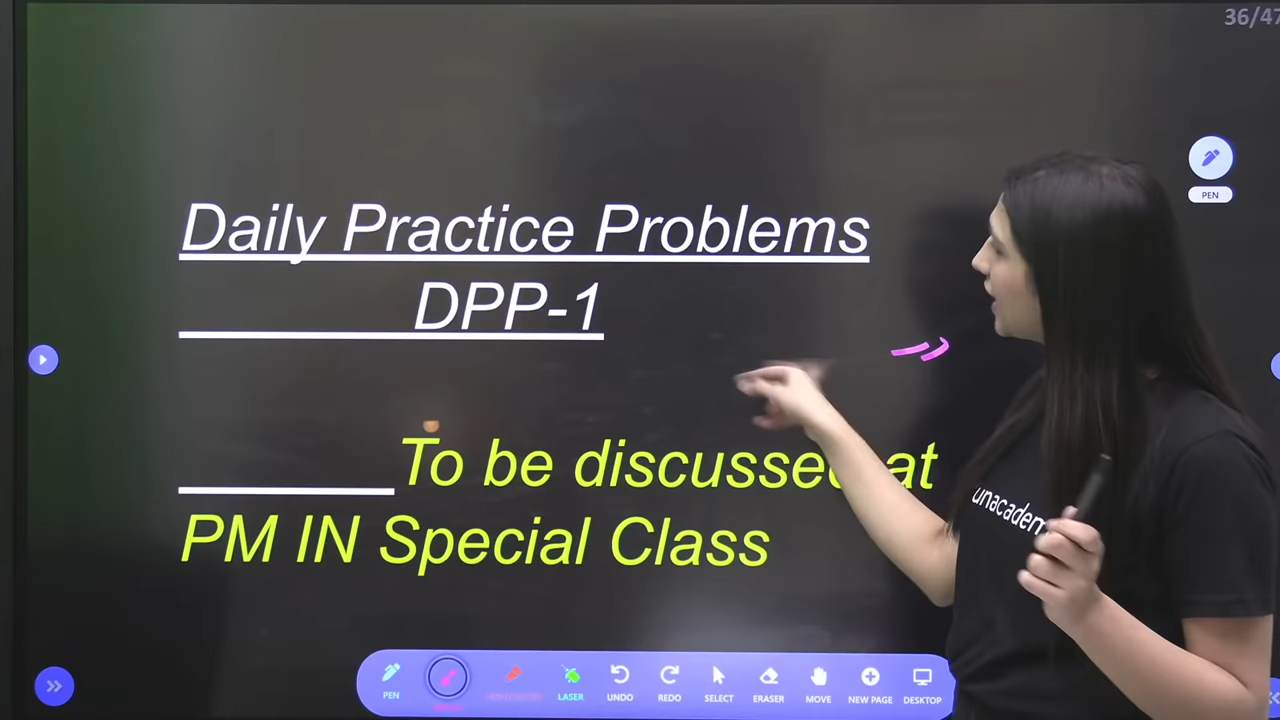 36/47
PEN
Daily Practice Problems
DPP-1
To be discussed at
PM IN Special Class
unacadem
PEN
LASER
UNDO
REDO
SELECT
ERASER
MOVE
NEW PAGE
DESKTOP